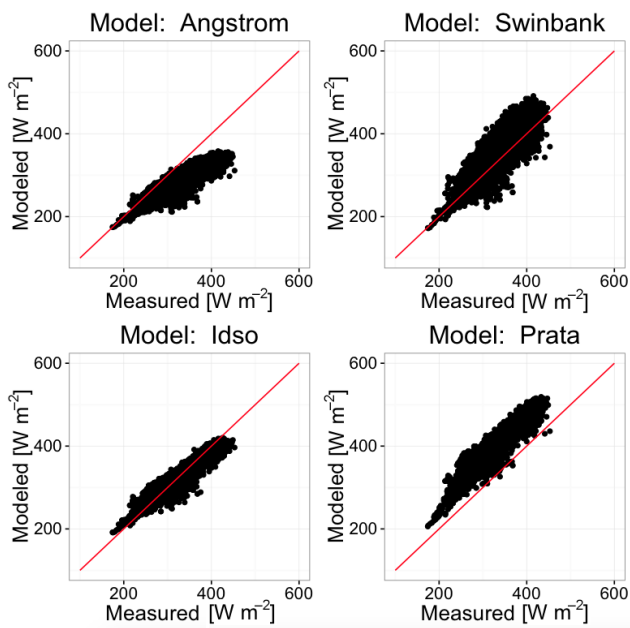 Model: Angstrom
600
400
200
Modeled [W m⁻²]
200 400 600
Measured [W m⁻²]
Model: Swinbank
600
400
200
Modeled [W m⁻²]
200 400 600
Measured [W m⁻²]
Model: Idso
600
400
200
Modeled [W m⁻²]
200 400 600
Measured [W m⁻²]
Model: Prata
600
400
200
Modeled [W m⁻²]
200 400 600
Measured [W m⁻²]